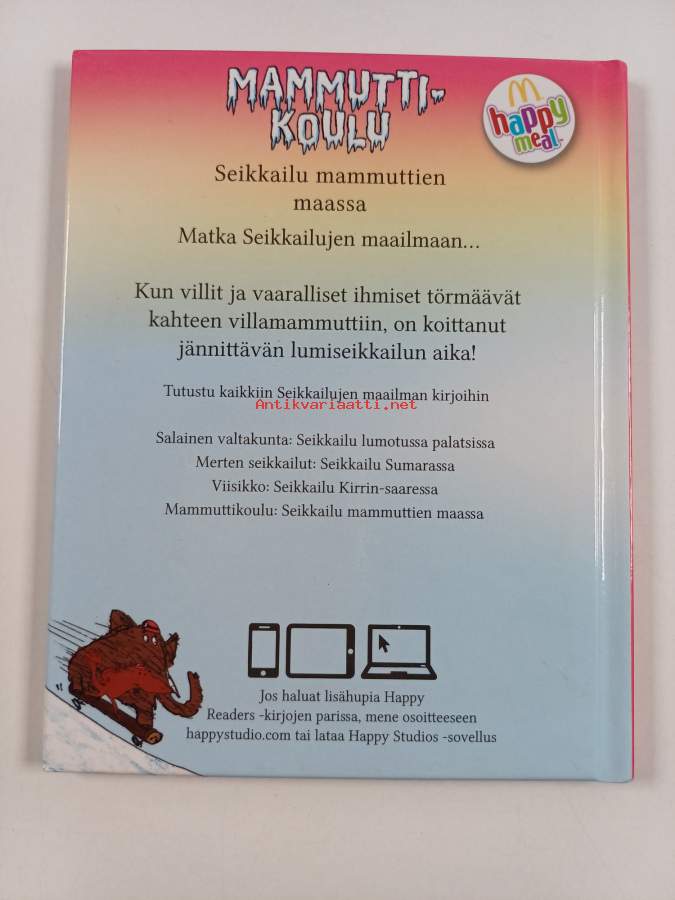 MAMMUTTI-
KOULU
happy
meal
Seikkailu mammuttien
maassa
Matka Seikkailujen maailmaan...
Kun villit ja vaaralliset ihmiset törmäävät
kahteen villamammuttiin, on koittanut
jännittävän lumiseikkailun aika!
Tutustu kaikkiin Seikkailujen maailman kirjoihin
Antikvariaatti.net
Salainen valtakunta: Seikkailu lumotussa palatsissa
Merten seikkailut: Seikkailu Sumarassa
Viisikko: Seikkailu Kirrin-saaressa
Mammuttikoulu: Seikkailu mammuttien maassa
Jos haluat lisähupia Happy
Readers -kirjojen parissa, mene osoitteeseen
happystudio.com tai lataa Happy Studios -sovellus